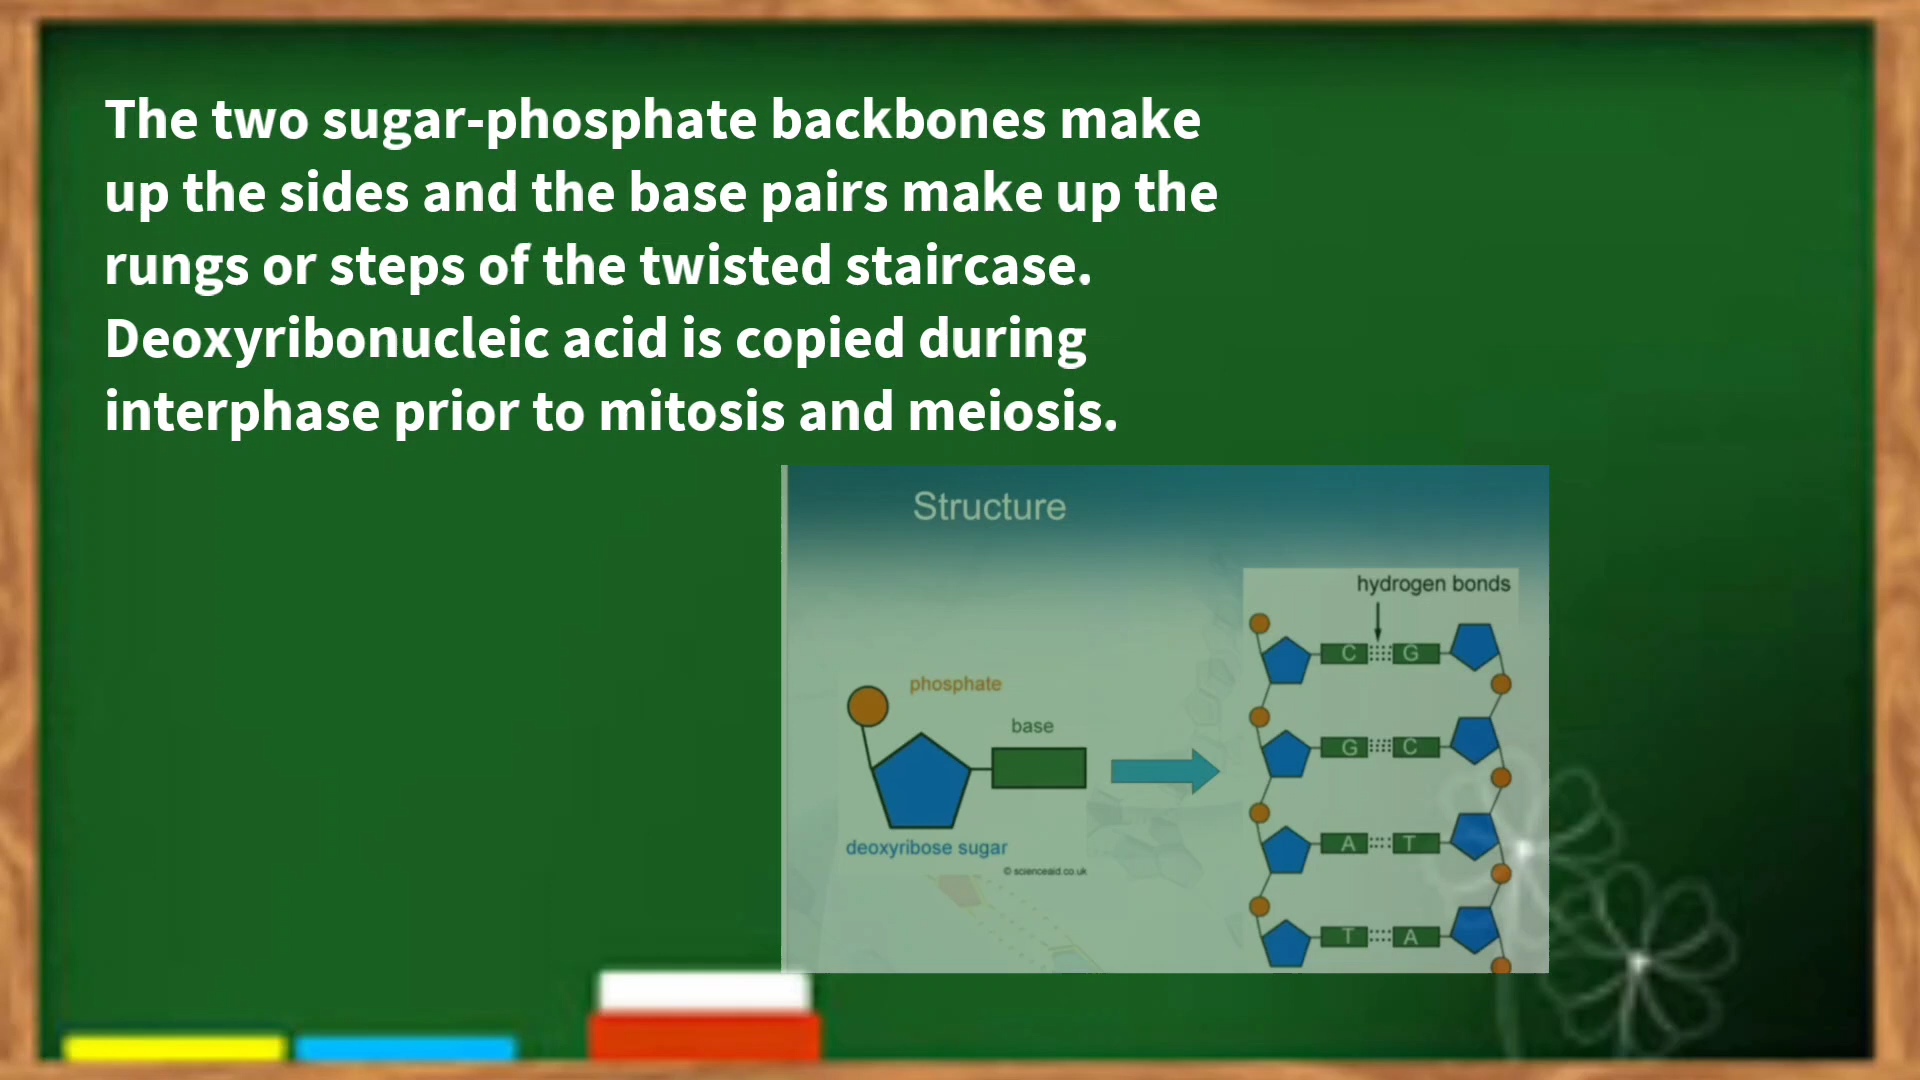 The two sugar-phosphate backbones make
up the sides and the base pairs make up the
rungs or steps of the twisted staircase.
Deoxyribonucleic acid is copied during
interphase prior to mitosis and meiosis.
Structure
hydrogen bonds
phosphate
base
deoxyribose sugar
© scienceaid.co.uk
C G
G C
A T
T A